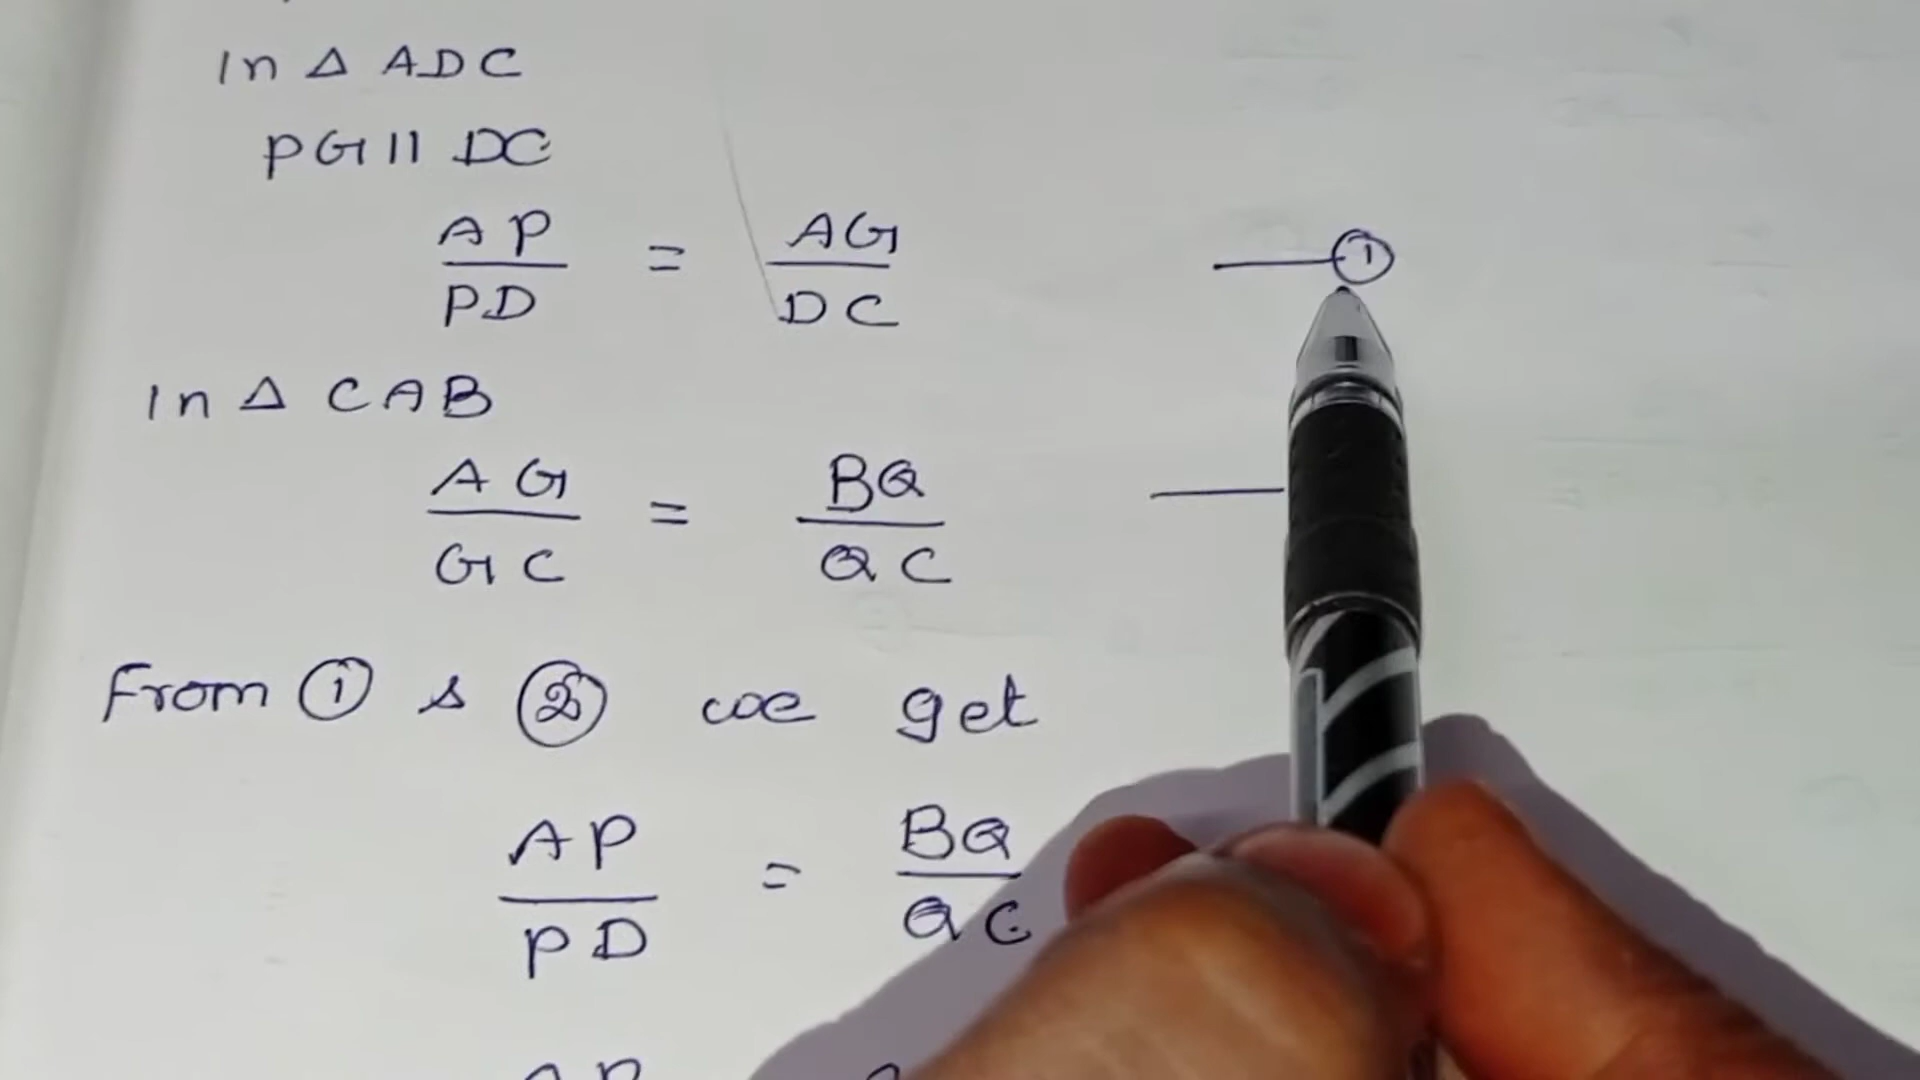 In Δ ADC
PG || DC
AP/PD = AG/DC —①
In Δ CAB
AG/GC = BQ/QC —
From ① & ② we get
AP/PD = BQ/QC
AP